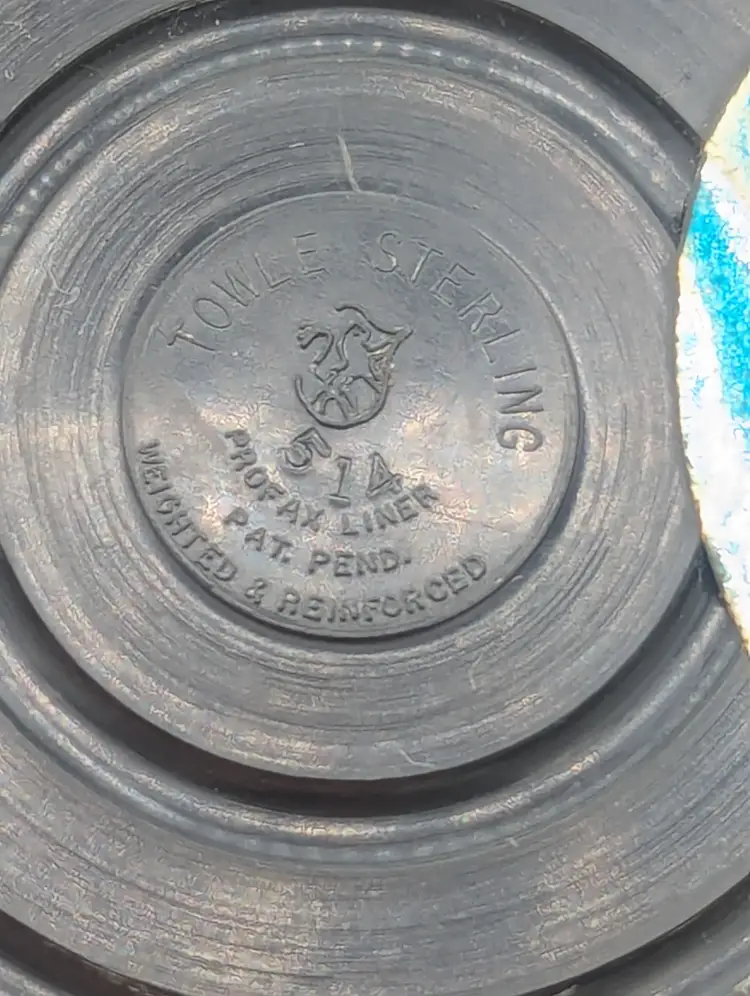 TOWLE STERLING
514
PROFAX LINER
PAT. PEND.
WEIGHTED & REINFORCED